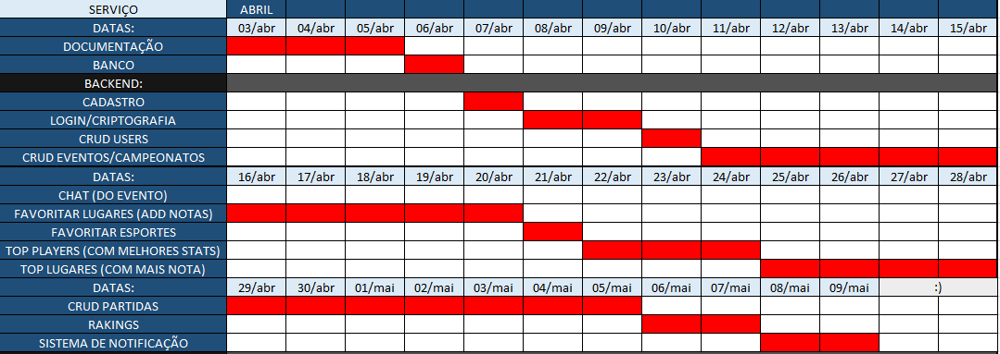 SERVIÇO ABRIL
DATAS: 03/abr 04/abr 05/abr 06/abr 07/abr 08/abr 09/abr 10/abr 11/abr 12/abr 13/abr 14/abr 15/abr
DOCUMENTAÇÃO
BANCO
BACKEND:
CADASTRO
LOGIN/CRIPTOGRAFIA
CRUD USERS
CRUD EVENTOS/CAMPEONATOS
DATAS: 16/abr 17/abr 18/abr 19/abr 20/abr 21/abr 22/abr 23/abr 24/abr 25/abr 26/abr 27/abr 28/abr
CHAT (DO EVENTO)
FAVORITAR LUGARES (ADD NOTAS)
FAVORITAR ESPORTES
TOP PLAYERS (COM MELHORES STATS)
TOP LUGARES (COM MAIS NOTA)
DATAS: 29/abr 30/abr 01/mai 02/mai 03/mai 04/mai 05/mai 06/mai 07/mai 08/mai 09/mai :)
CRUD PARTIDAS
RAKINGS
SISTEMA DE NOTIFICAÇÃO